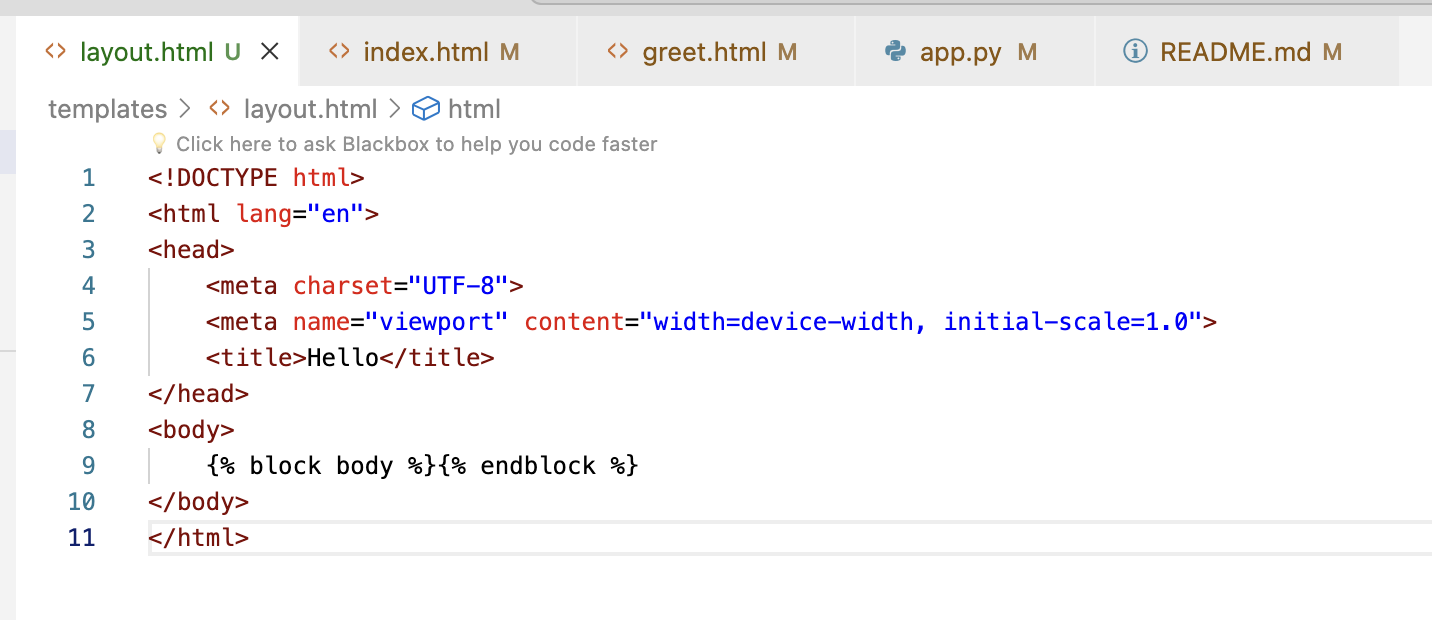 layout.html U index.html M greet.html M app.py M README.md M
templates > layout.html > html
Click here to ask Blackbox to help you code faster
1 <!DOCTYPE html>
2 <html lang="en">
3 <head>
4     <meta charset="UTF-8">
5     <meta name="viewport" content="width=device-width, initial-scale=1.0">
6     <title>Hello</title>
7 </head>
8 <body>
9     {% block body %}{% endblock %}
10 </body>
11 </html>